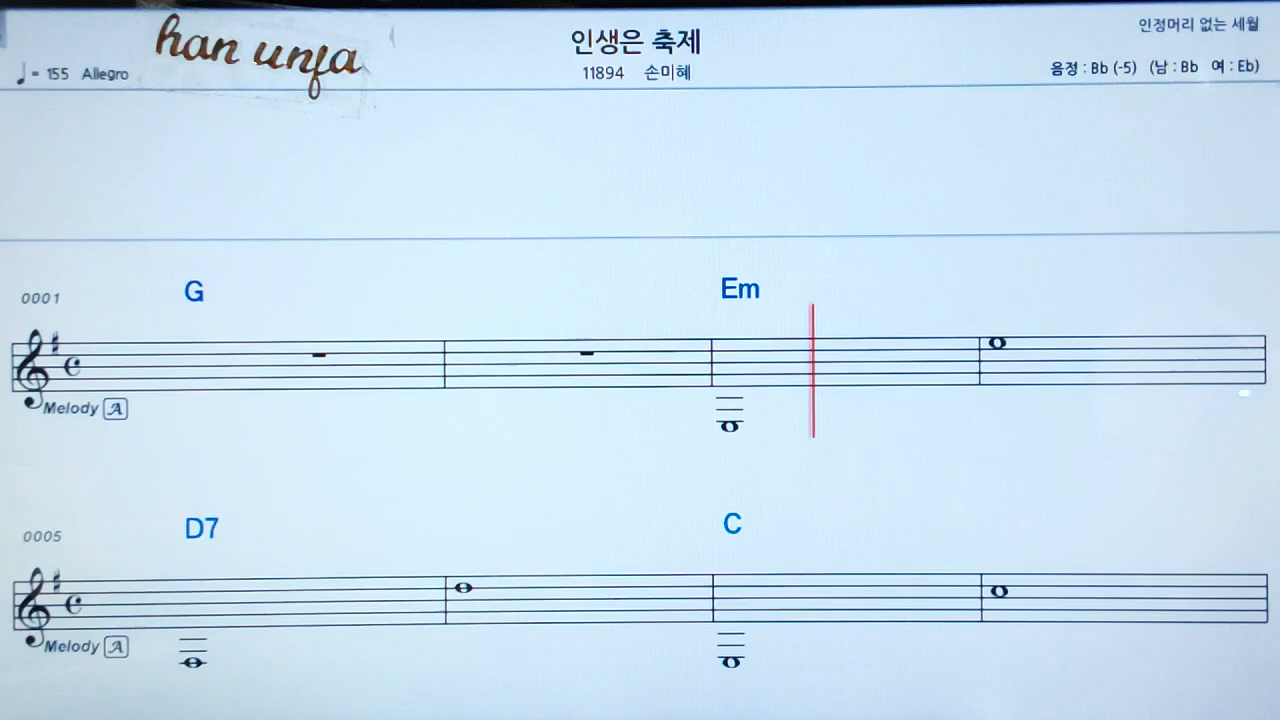 han unfa
인생은 축제
인정머리 없는 세월
♩= 155 Allegro
11894 손미혜
음정 : Bb (-5) (남 : Bb 여 : Eb)
0001
G
Em
Melody A
0005
D7
C
Melody A